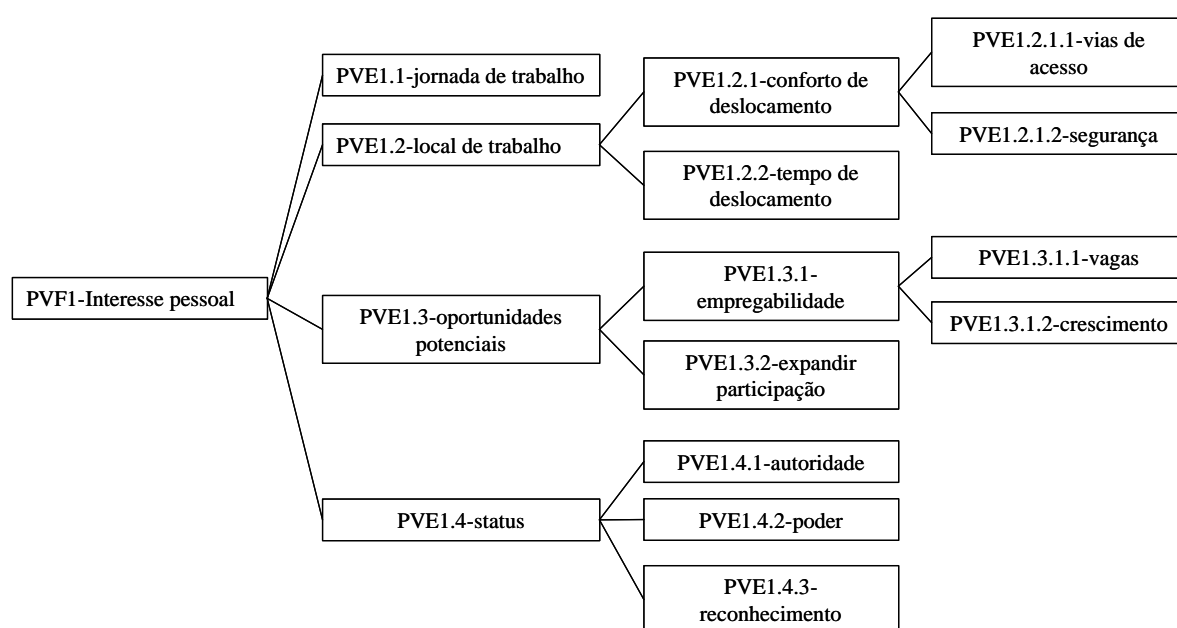 PVF1-Interesse pessoal
PVE1.1-jornada de trabalho
PVE1.2-local de trabalho
PVE1.2.1-conforto de
deslocamento
PVE1.2.1.1-vias de
acesso
PVE1.2.1.2-segurança
PVE1.2.2-tempo de
deslocamento
PVE1.3-oportunidades
potenciais
PVE1.3.1-
empregabilidade
PVE1.3.1.1-vagas
PVE1.3.1.2-crescimento
PVE1.3.2-expandir
participação
PVE1.4-status
PVE1.4.1-autoridade
PVE1.4.2-poder
PVE1.4.3-
reconhecimento